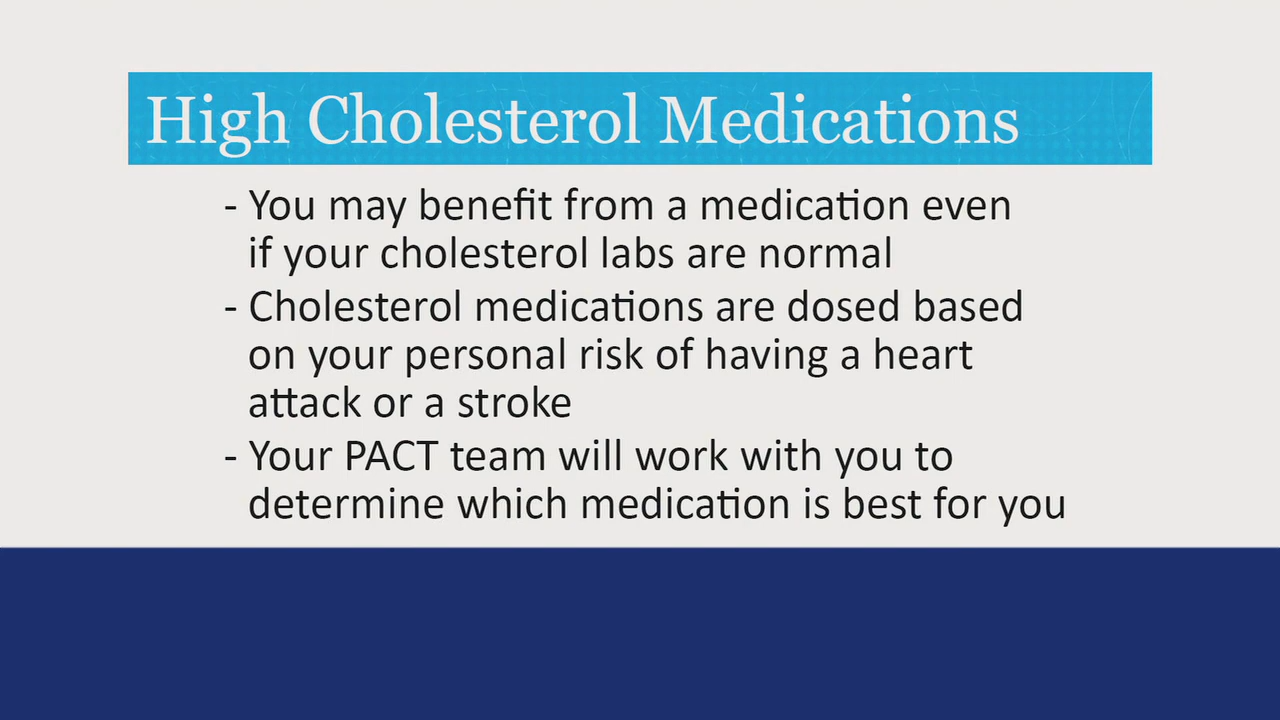 High Cholesterol Medications
- You may benefit from a medication even
if your cholesterol labs are normal
- Cholesterol medications are dosed based
on your personal risk of having a heart
attack or a stroke
- Your PACT team will work with you to
determine which medication is best for you